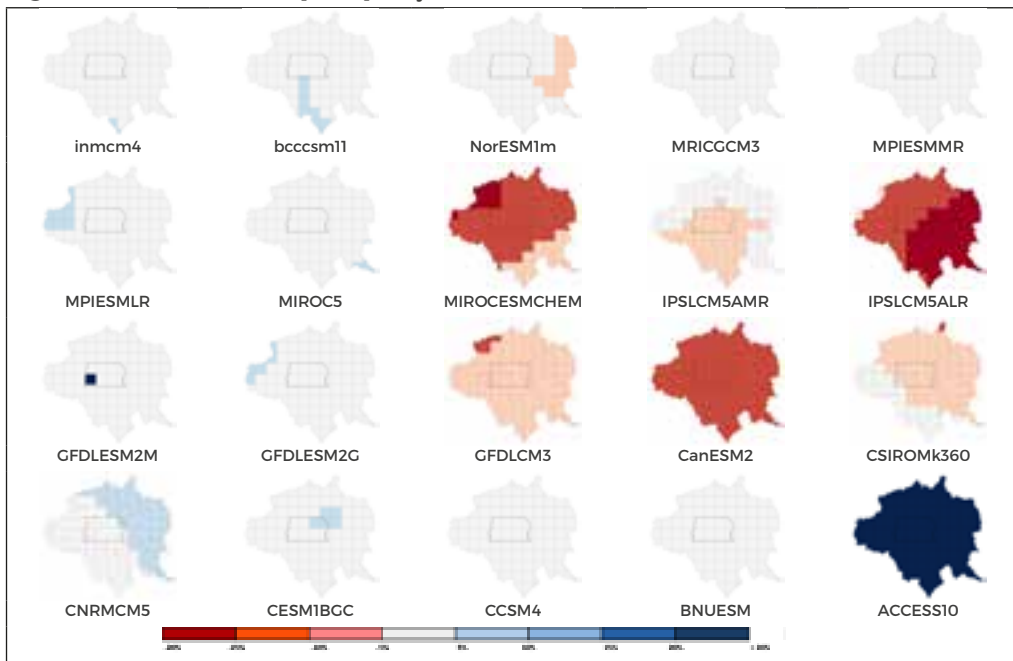 inmcm4 bcccsm11 NorESM1m MRICGCM3 MPIESMMR
MPIESMLR MIROC5 MIROCESMCHEM IPSLCM5AMR IPSLCM5ALR
GFDLESM2M GFDLESM2G GFDLCM3 CanESM2 CSIROMk360
CNRMCM5 CESM1BGC CCSM4 BNUESM ACCESS10